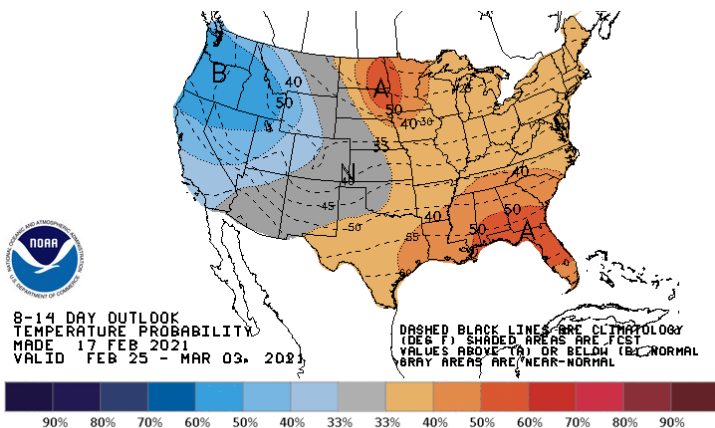 B
40
50
A
50
40
30
35
N
45
50
55
40
40
50
50
A
60
NATIONAL OCEANIC AND ATMOSPHERIC ADMINISTRATION
NOAA
U.S. DEPARTMENT OF COMMERCE
8-14 DAY OUTLOOK
TEMPERATURE PROBABILITY
MADE 17 FEB 2021
VALID FEB 25 - MAR 03, 2021
DASHED BLACK LINES ARE CLIMATOLOGY
(DEG F) SHADED AREAS ARE FCST
VALUES ABOVE (A) OR BELOW (B) NORMAL
GRAY AREAS ARE NEAR-NORMAL
90% 80% 70% 60% 50% 40% 33% 33% 40% 50% 60% 70% 80% 90%